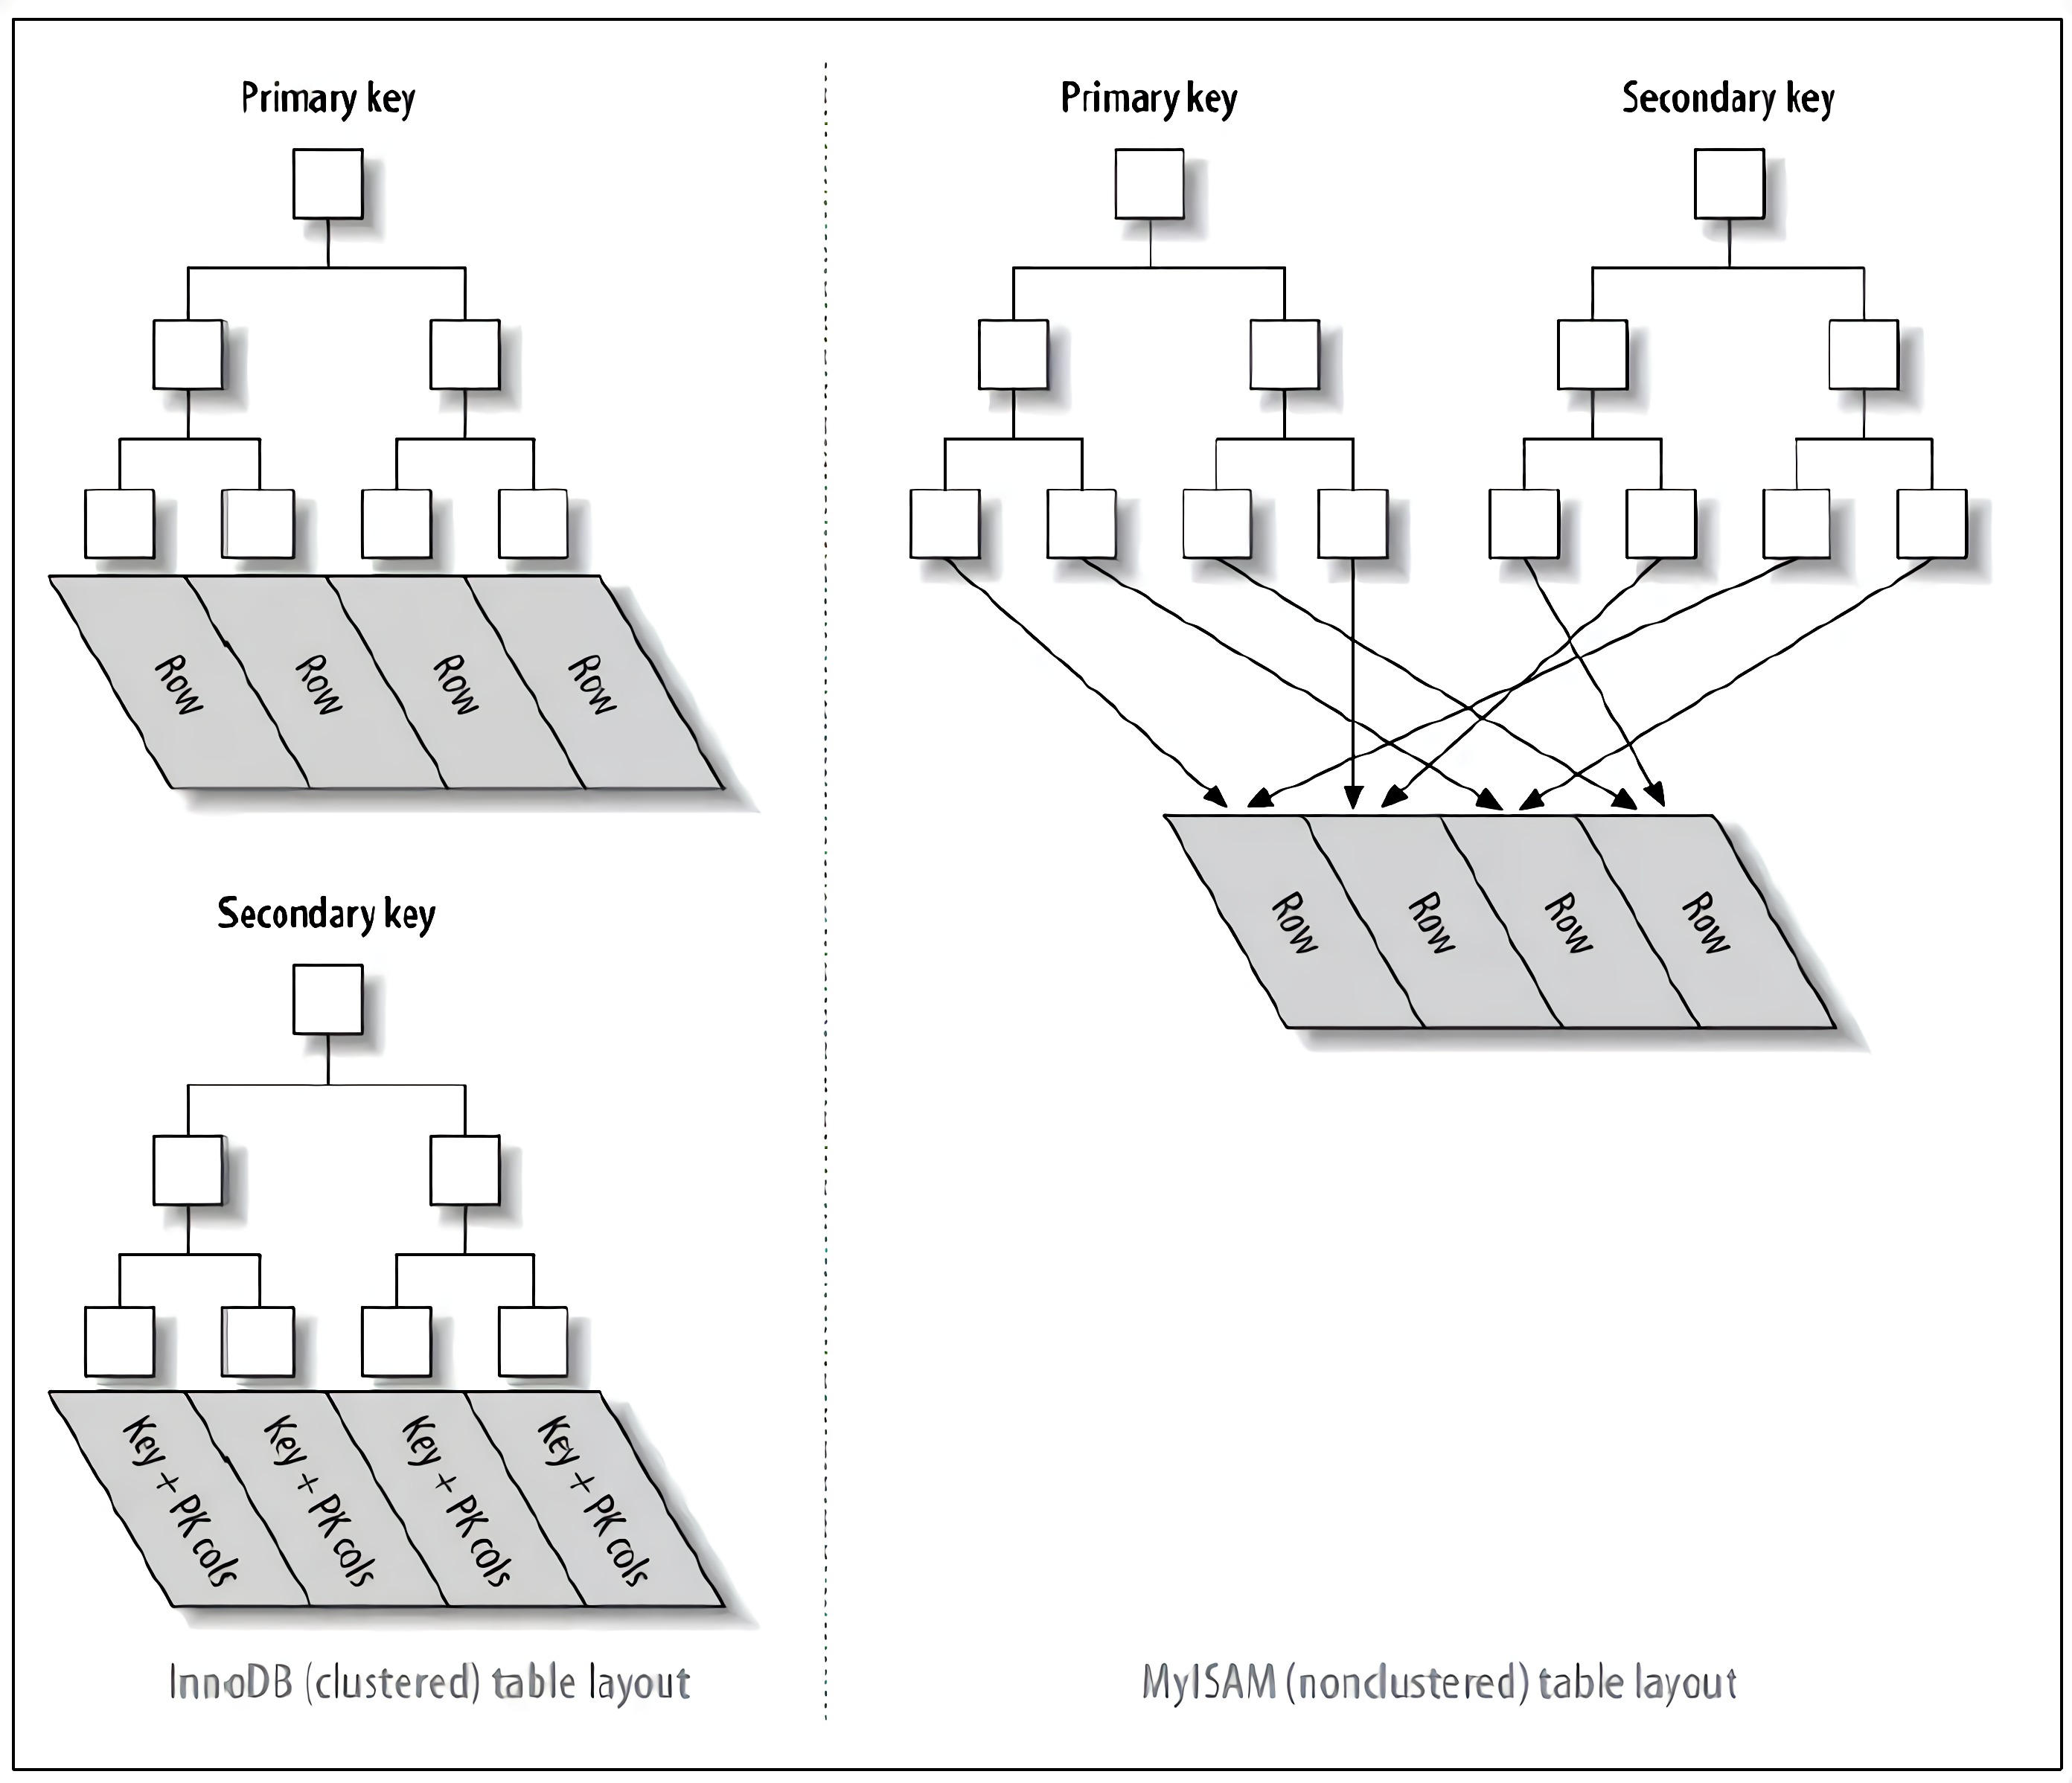 Primary key
Row
Row
Row
Row
Secondary key
Key + PK cols
Key + PK cols
Key + PK cols
Key + PK cols
InnoDB (clustered) table layout
Primary key
Secondary key
Row
Row
Row
Row
MyISAM (nonclustered) table layout